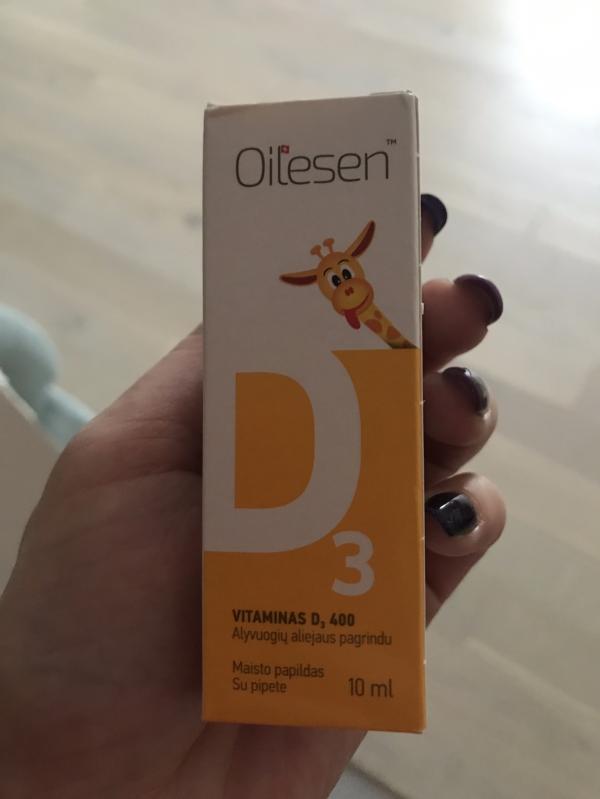 Oilesen™
D3
VITAMINAS D₃ 400
Alyvuogių aliejaus pagrindu
Maisto papildas
Su pipete 10 ml